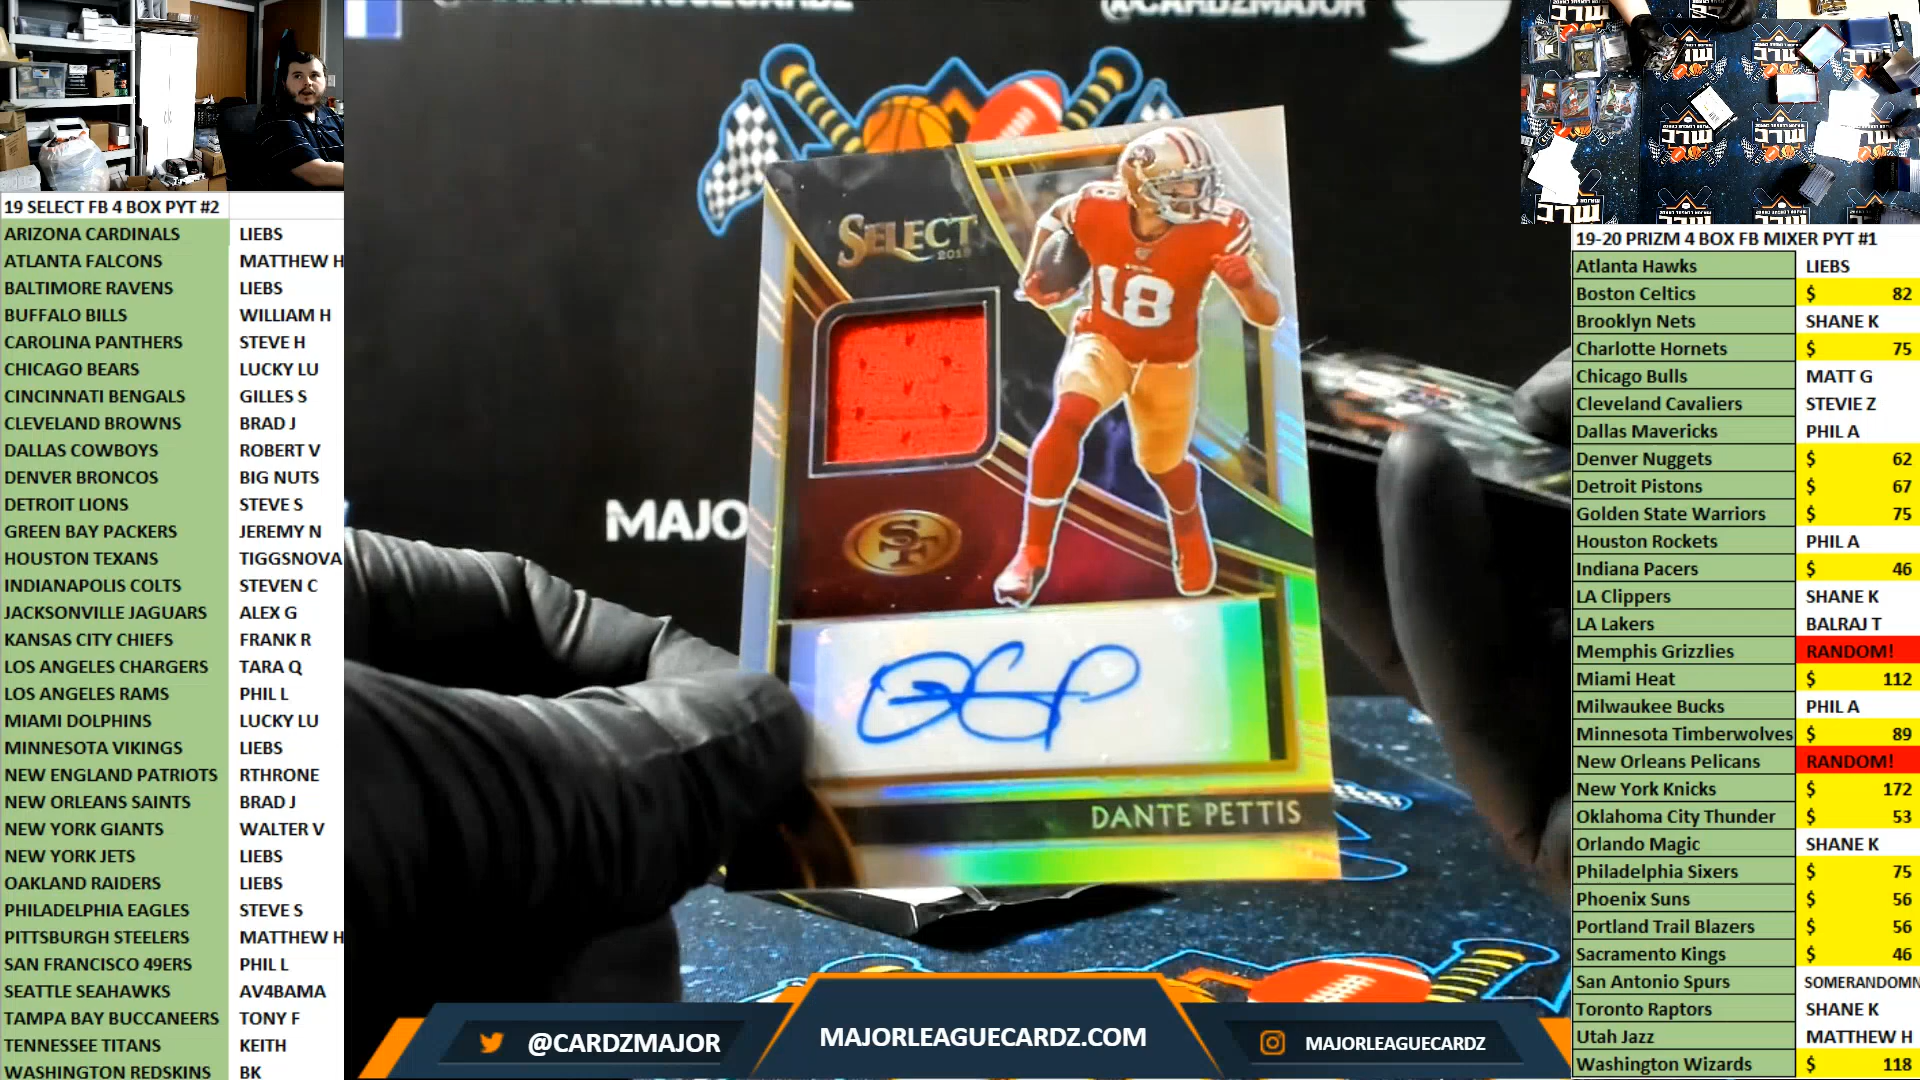 @CARDZMAJOR
19 SELECT FB 4 BOX PYT #2
ARIZONA CARDINALS LIEBS
ATLANTA FALCONS MATTHEW H
BALTIMORE RAVENS LIEBS
BUFFALO BILLS WILLIAM H
CAROLINA PANTHERS STEVE H
CHICAGO BEARS LUCKY LU
CINCINNATI BENGALS GILLES S
CLEVELAND BROWNS BRAD J
DALLAS COWBOYS ROBERT V
DENVER BRONCOS BIG NUTS
DETROIT LIONS STEVE S
GREEN BAY PACKERS JEREMY N
HOUSTON TEXANS TIGGSNOVA
INDIANAPOLIS COLTS STEVEN C
JACKSONVILLE JAGUARS ALEX G
KANSAS CITY CHIEFS FRANK R
LOS ANGELES CHARGERS TARA Q
LOS ANGELES RAMS PHIL L
MIAMI DOLPHINS LUCKY LU
MINNESOTA VIKINGS LIEBS
NEW ENGLAND PATRIOTS RTHRONE
NEW ORLEANS SAINTS BRAD J
NEW YORK GIANTS WALTER V
NEW YORK JETS LIEBS
OAKLAND RAIDERS LIEBS
PHILADELPHIA EAGLES STEVE S
PITTSBURGH STEELERS MATTHEW H
SAN FRANCISCO 49ERS PHIL L
SEATTLE SEAHAWKS AV4BAMA
TAMPA BAY BUCCANEERS TONY F
TENNESSEE TITANS KEITH
WASHINGTON REDSKINS BK
SELECT
18
18
SF
MAJO
DANTE PETTIS
@CARDZMAJOR
MAJORLEAGUECARDZ.COM
MAJORLEAGUECARDZ
19-20 PRIZM 4 BOX FB MIXER PYT #1
Atlanta Hawks LIEBS
Boston Celtics $ 82
Brooklyn Nets SHANE K
Charlotte Hornets $ 75
Chicago Bulls MATT G
Cleveland Cavaliers STEVIE Z
Dallas Mavericks PHIL A
Denver Nuggets $ 62
Detroit Pistons $ 67
Golden State Warriors $ 75
Houston Rockets PHIL A
Indiana Pacers $ 46
LA Clippers SHANE K
LA Lakers BALRAJ T
Memphis Grizzlies RANDOM!
Miami Heat $ 112
Milwaukee Bucks PHIL A
Minnesota Timberwolves $ 89
New Orleans Pelicans RANDOM!
New York Knicks $ 172
Oklahoma City Thunder $ 53
Orlando Magic SHANE K
Philadelphia Sixers $ 75
Phoenix Suns $ 56
Portland Trail Blazers $ 56
Sacramento Kings $ 46
San Antonio Spurs SOMERANDOMN
Toronto Raptors SHANE K
Utah Jazz MATTHEW H
Washington Wizards $ 118